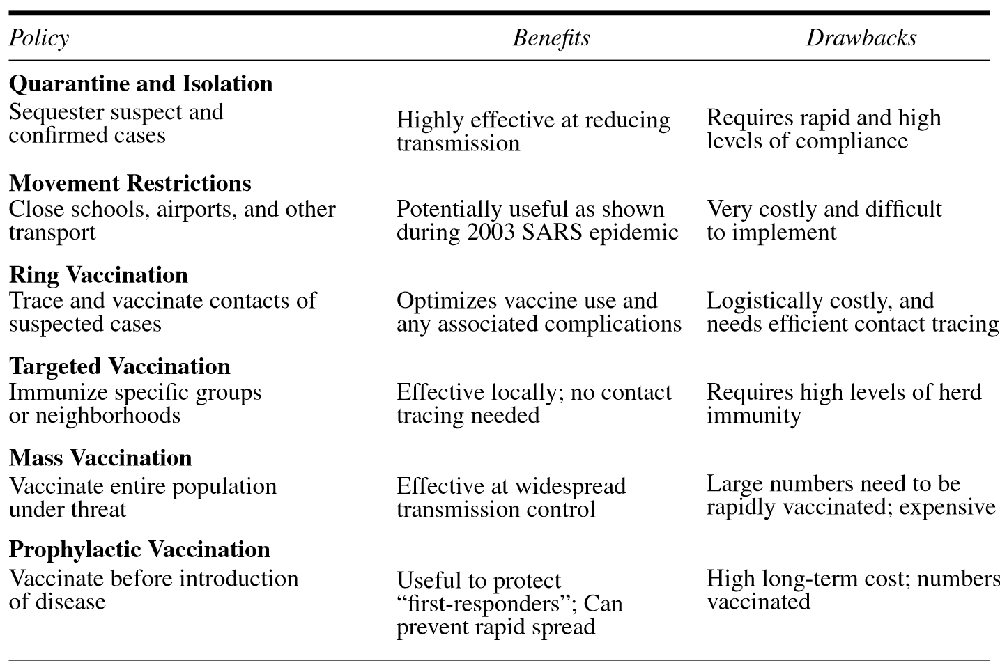 Policy Benefits Drawbacks
Quarantine and Isolation
Sequester suspect and
confirmed cases
Highly effective at reducing
transmission
Requires rapid and high
levels of compliance
Movement Restrictions
Close schools, airports, and other
transport
Potentially useful as shown
during 2003 SARS epidemic
Very costly and difficult
to implement
Ring Vaccination
Trace and vaccinate contacts of
suspected cases
Optimizes vaccine use and
any associated complications
Logistically costly, and
needs efficient contact tracing
Targeted Vaccination
Immunize specific groups
or neighborhoods
Effective locally; no contact
tracing needed
Requires high levels of herd
immunity
Mass Vaccination
Vaccinate entire population
under threat
Effective at widespread
transmission control
Large numbers need to be
rapidly vaccinated; expensive
Prophylactic Vaccination
Vaccinate before introduction
of disease
Useful to protect
“first-responders”; Can
prevent rapid spread
High long-term cost; numbers
vaccinated